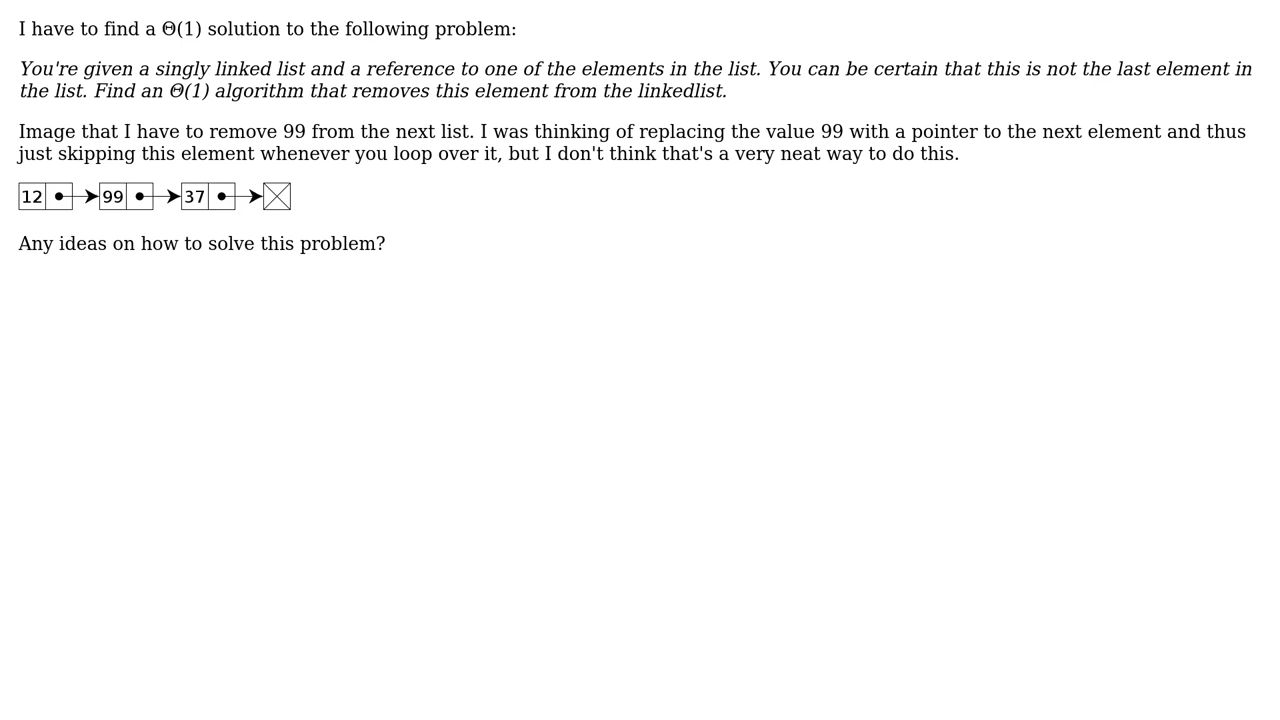 I have to find a Θ(1) solution to the following problem:
You're given a singly linked list and a reference to one of the elements in the list. You can be certain that this is not the last element in
the list. Find an Θ(1) algorithm that removes this element from the linkedlist.
Image that I have to remove 99 from the next list. I was thinking of replacing the value 99 with a pointer to the next element and thus
just skipping this element whenever you loop over it, but I don't think that's a very neat way to do this.
12 99 37
Any ideas on how to solve this problem?